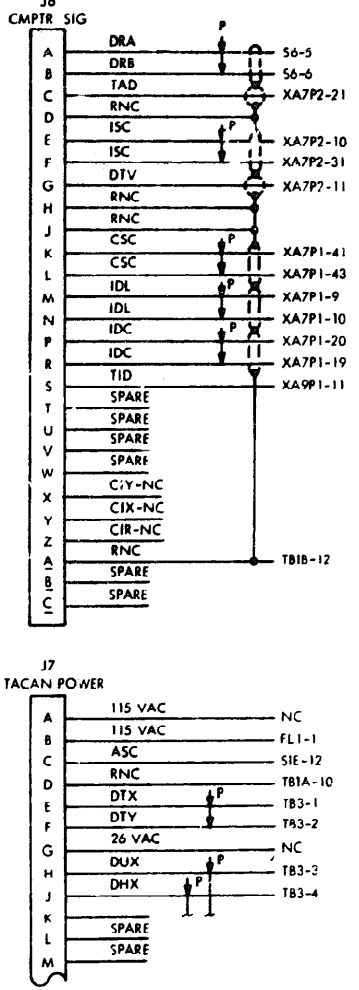 J6
CMPTR SIG
P
A DRA S6-5
B DRB S6-6
C TAD XA7P2-21
D RNC
E ISC P XA7P2-10
F ISC XA7P2-31
G DTV XA7P2-11
H RNC
J RNC
K CSC P XA7P1-41
L CSC XA7P1-43
M IDL P XA7P1-9
N IDL XA7P1-10
P IDC P XA7P1-20
R IDC XA7P1-19
S TID XA9P1-11
T SPARE
U SPARE
V SPARE
W SPARE
X CIY-NC
Y CIX-NC
Z CIR-NC
A RNC TB1B-12
B SPARE
C SPARE
J7
TACAN POWER
A 115 VAC NC
B 115 VAC FL1-1
C ASC S1E-12
D RNC TB1A-10
E DTX P TB3-1
F DTY TB3-2
G 26 VAC NC
H DUX P TB3-3
J DHX P TB3-4
K
L SPARE
M SPARE